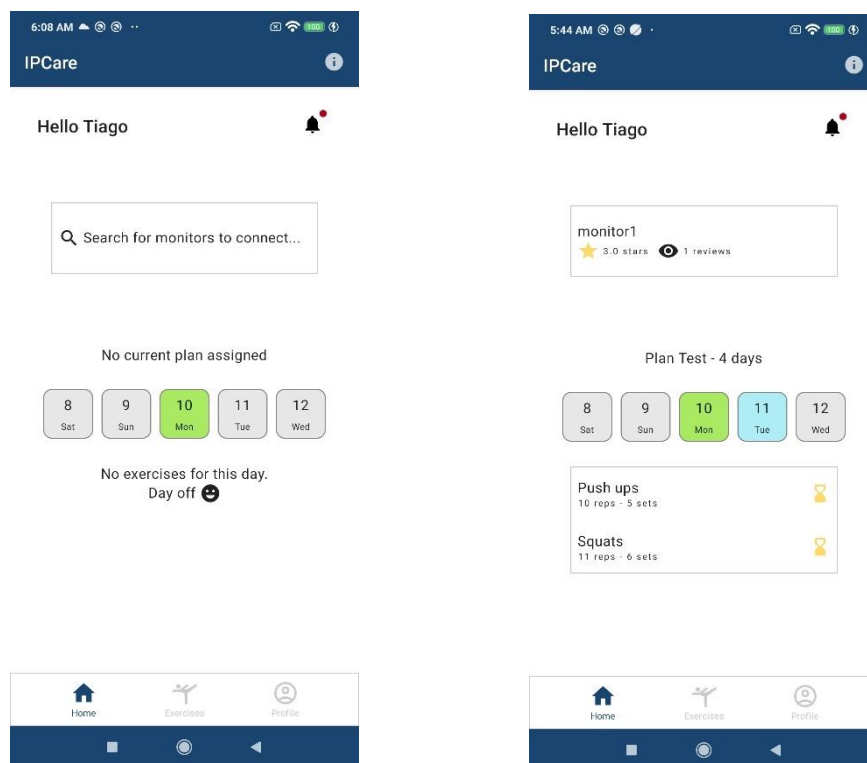 6:08 AM
100
IPCare
Hello Tiago
Search for monitors to connect...
No current plan assigned
8 9 10 11 12
Sat Sun Mon Tue Wed
No exercises for this day.
Day off
Home Exercises Profile
5:44 AM
100
IPCare
Hello Tiago
monitor1
3.0 stars 1 reviews
Plan Test - 4 days
8 9 10 11 12
Sat Sun Mon Tue Wed
Push ups
10 reps - 5 sets
Squats
11 reps - 6 sets
Home Exercises Profile